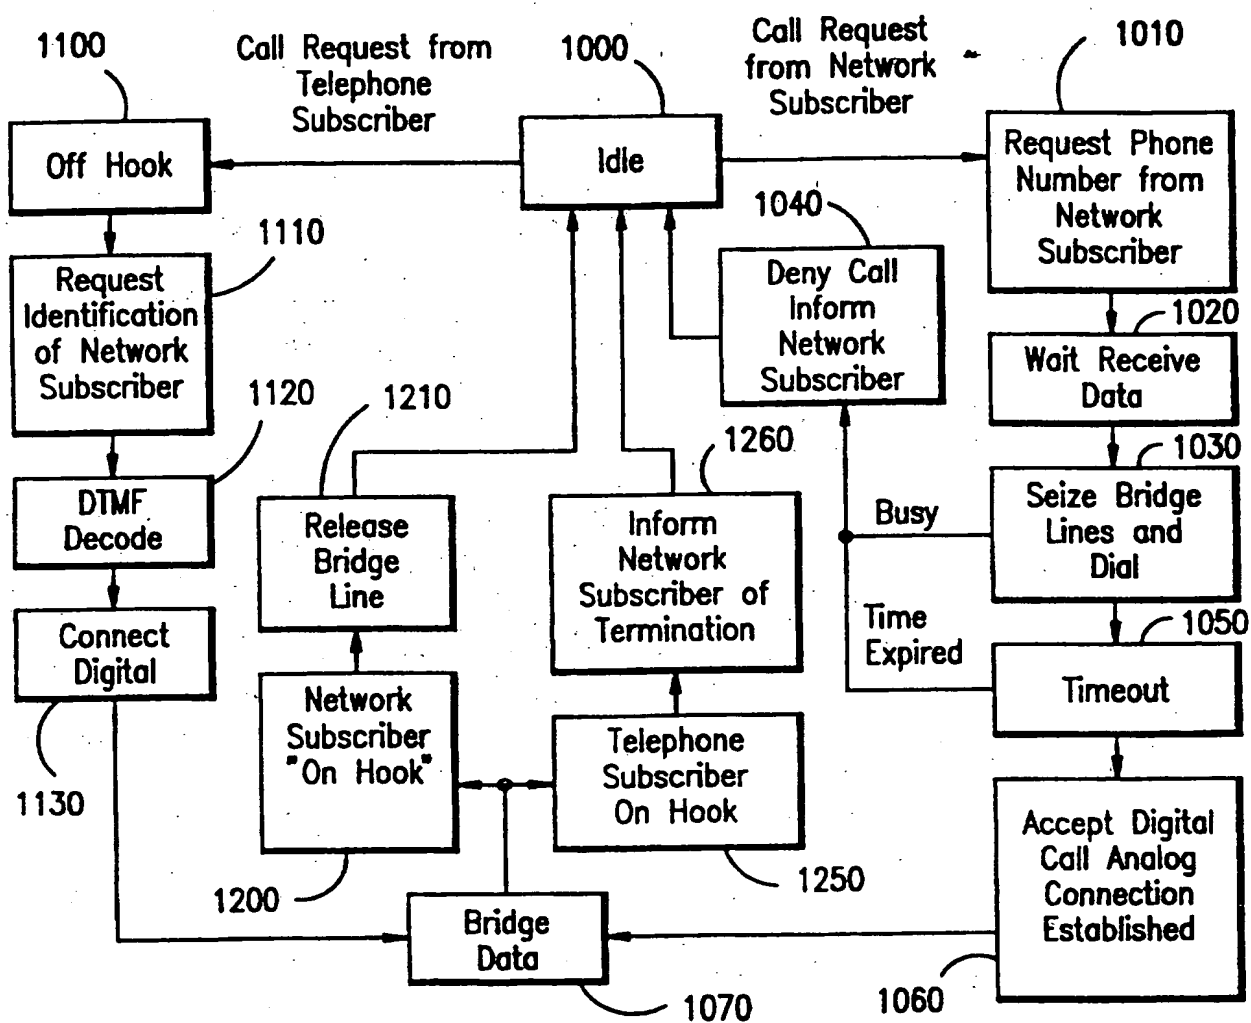 1100
Call Request from
Telephone
Subscriber
1000
Call Request
from Network
Subscriber
1010
Off Hook
Idle
Request Phone
Number from
Network
Subscriber
1110
1040
Request
Identification
of Network
Subscriber
Deny Call
Inform
Network
Subscriber
1020
Wait Receive
Data
1120
1210
1260
1030
DTMF
Decode
Release
Bridge
Line
Inform
Network
Subscriber of
Termination
Busy
Seize Bridge
Lines and
Dial
Connect
Digital
Time
Expired
1050
Timeout
1130
Network
Subscriber
"On Hook"
Telephone
Subscriber
On Hook
Accept Digital
Call Analog
Connection
Established
1200
1250
Bridge
Data
1070
1060